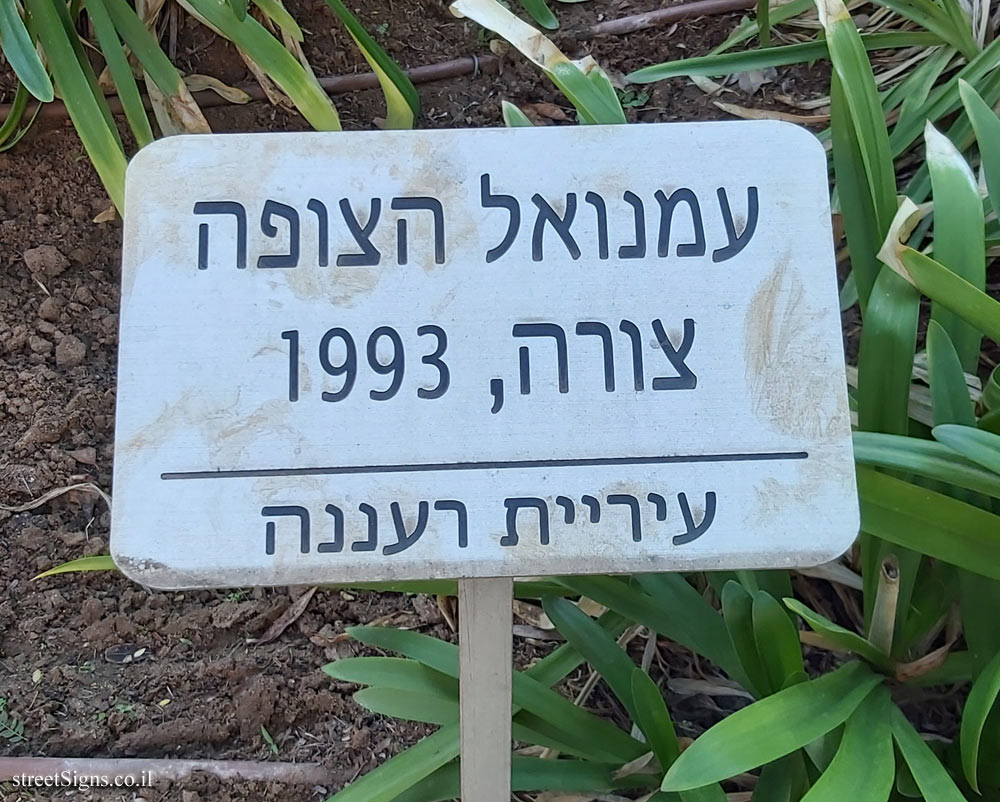 עמנואל הצופה
צורה, 1993
עיריית רעננה
streetSigns.co.il